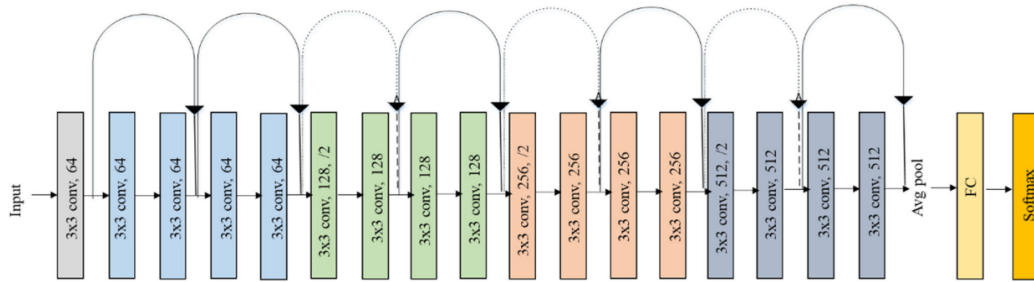 Input
3x3 conv, 64
3x3 conv, 64
3x3 conv, 64
3x3 conv, 64
3x3 conv, 64
3x3 conv, 128, /2
3x3 conv, 128
3x3 conv, 128
3x3 conv, 128
3x3 conv, 256, /2
3x3 conv, 256
3x3 conv, 256
3x3 conv, 256
3x3 conv, 512, /2
3x3 conv, 512
3x3 conv, 512
3x3 conv, 512
Avg pool
FC
Softmax